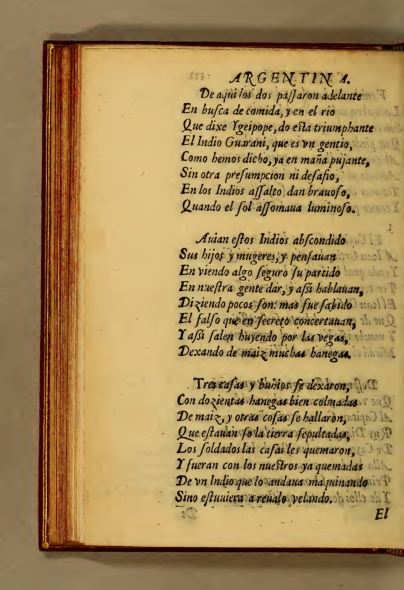 ARGENTINA.
De aqui los dos passaron adelante
En busca de comida, y en el rio
Que dixe Ygeipope, do esta triumphante
El Indio Guarani, que es vn gentio,
Como hemos dicho, ya en maña pujante,
Sin otra presumpcion ni desafio,
En los Indios assalto dan brauoso,
Quando el sol assomaua luminoso.
Auian estos Indios abscondido
Sus hijos y mugeres, y pensauan
En viendo algo seguro su partido
En nuestra gente dar, y assi hablauan,
Diziendo pocos son: mas fue sabido
El falso que en secreto concertauan,
Y assi salen huyendo por las vegas,
Dexando de maiz muchas hanegas.
Tres casas y buhios se dexaron,
Con dozientas hanegas bien colmadas
De maiz, y otras cosas se hallaron,
Que estauan so la tierra sepultadas,
Los soldados las casas les quemaron,
Y fueran con los nuestros ya quemadas
De vn Indio que lo andaua maquinando
Sino estuuiera Areualo velando.
El